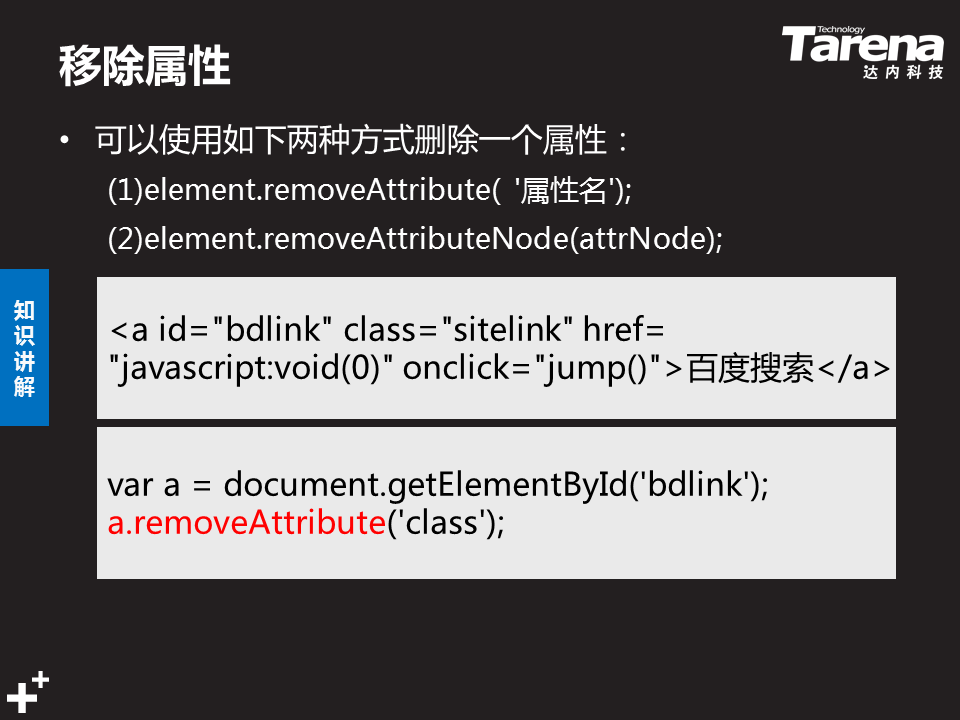 移除属性
Technology
Tarena
达内科技
• 可以使用如下两种方式删除一个属性：
(1)element.removeAttribute( '属性名');
(2)element.removeAttributeNode(attrNode);
知识讲解
<a id="bdlink" class="sitelink" href=
"javascript:void(0)" onclick="jump()">百度搜索</a>
var a = document.getElementById('bdlink');
a.removeAttribute('class');